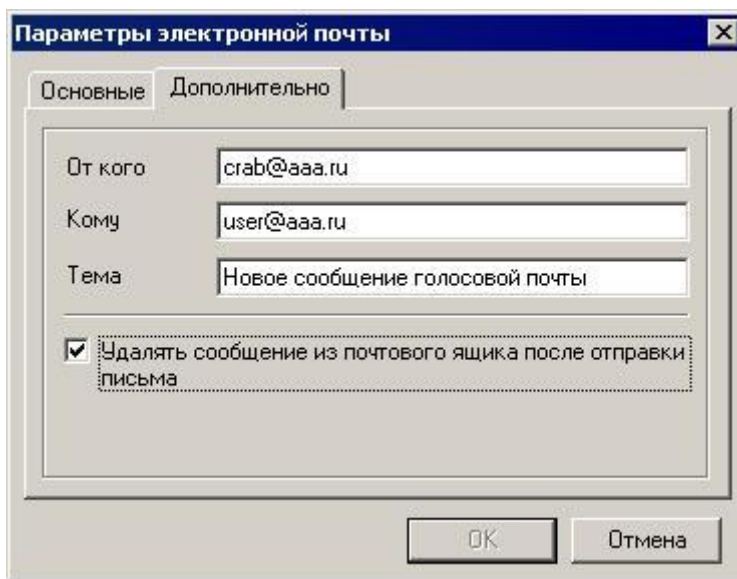 Параметры электронной почты
Основные
Дополнительно
От кого
crab@aaa.ru
Кому
user@aaa.ru
Тема
Новое сообщение голосовой почты
Удалять сообщение из почтового ящика после отправки
письма
OK
Отмена